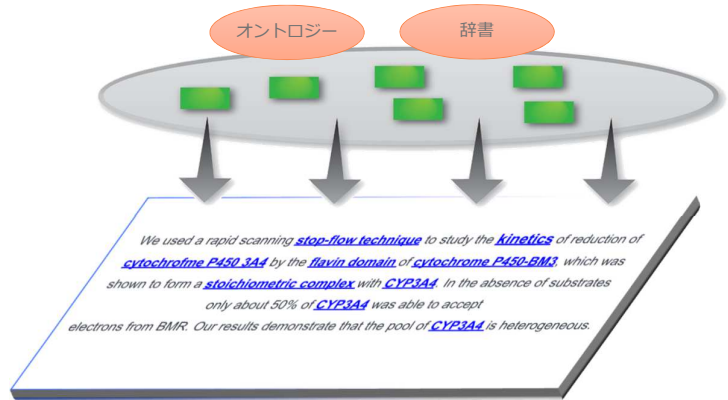 オントロジー
辞書
We used a rapid scanning stop-flow technique to study the kinetics of reduction of
cytochrofme P450 3A4 by the flavin domain of cytochrome P450-BM3, which was
shown to form a stoichiometric complex with CYP3A4. In the absence of substrates
only about 50% of CYP3A4 was able to accept
electrons from BMR. Our results demonstrate that the pool of CYP3A4 is heterogeneous.